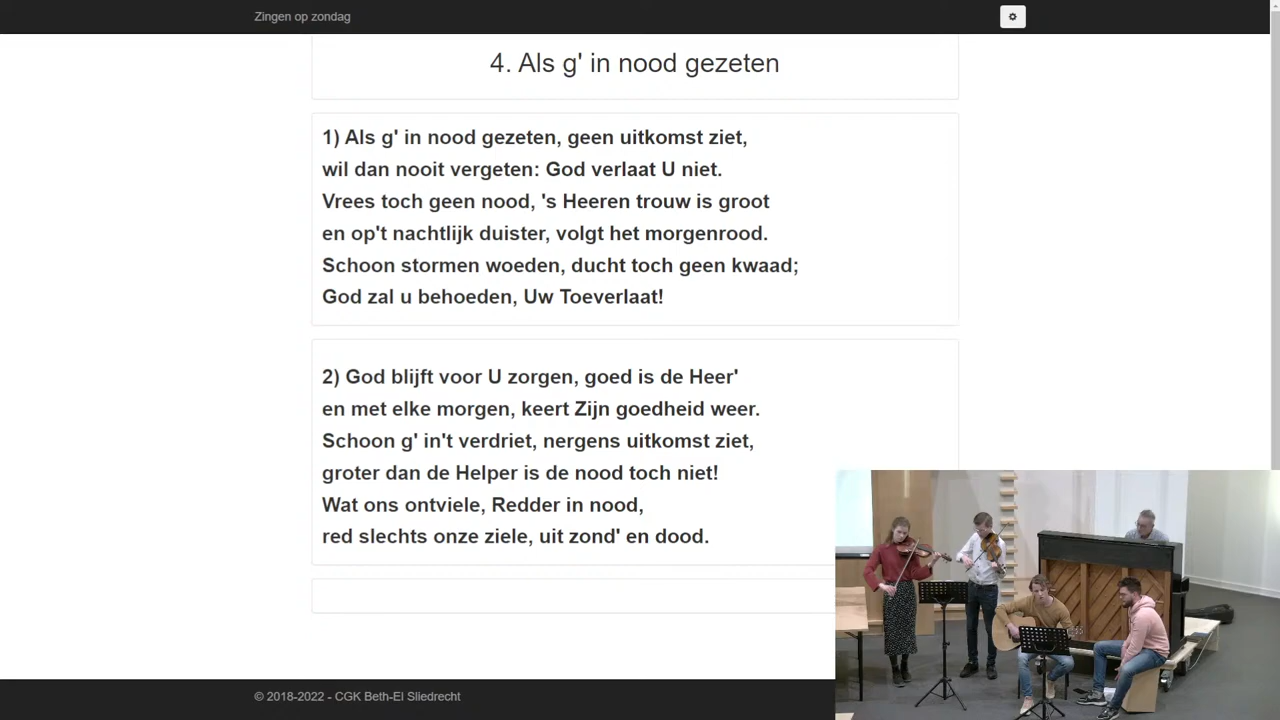 Zingen op zondag
4. Als g' in nood gezeten
1) Als g' in nood gezeten, geen uitkomst ziet,
wil dan nooit vergeten: God verlaat U niet.
Vrees toch geen nood, 's Heeren trouw is groot
en op't nachtlijk duister, volgt het morgenrood.
Schoon stormen woeden, ducht toch geen kwaad;
God zal u behoeden, Uw Toeverlaat!
2) God blijft voor U zorgen, goed is de Heer'
en met elke morgen, keert Zijn goedheid weer.
Schoon g' in't verdriet, nergens uitkomst ziet,
groter dan de Helper is de nood toch niet!
Wat ons ontviele, Redder in nood,
red slechts onze ziele, uit zond' en dood.
© 2018-2022 - CGK Beth-El Sliedrecht